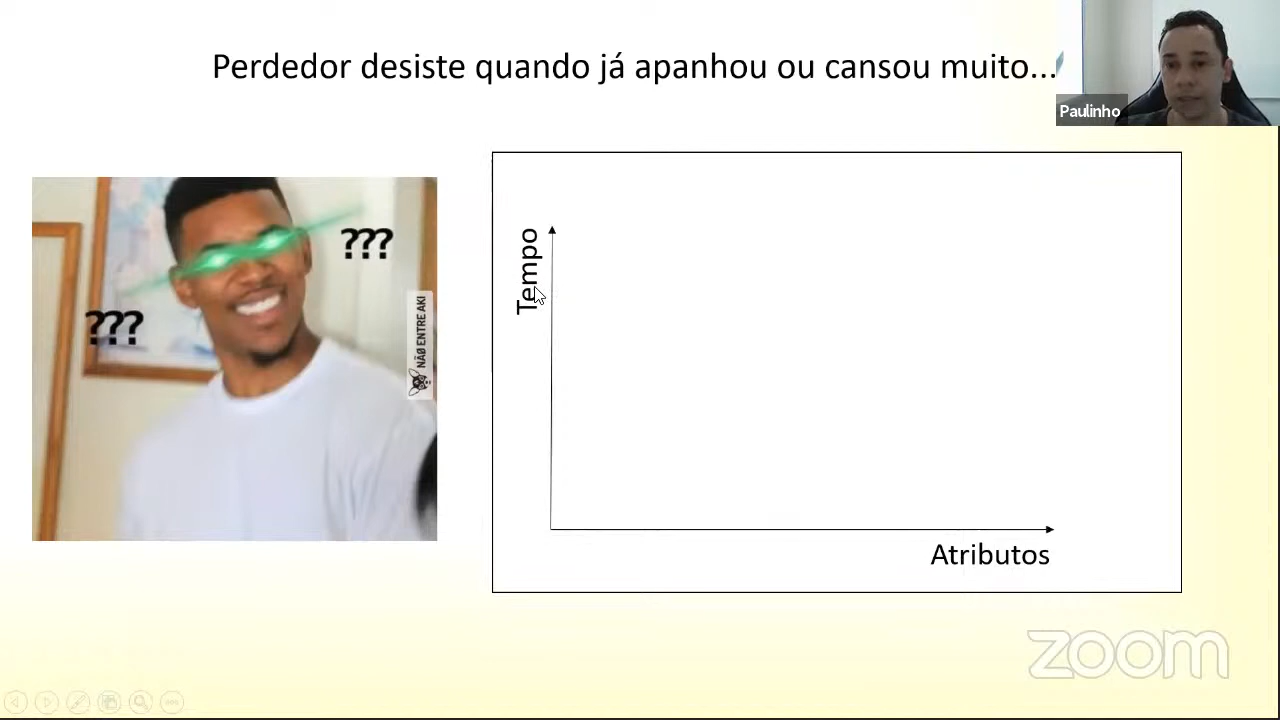 Perdedor desiste quando já apanhou ou cansou muito...
Paulinho
???
???
NÃO ENTRE AKI
Tempo
Atributos
zoom